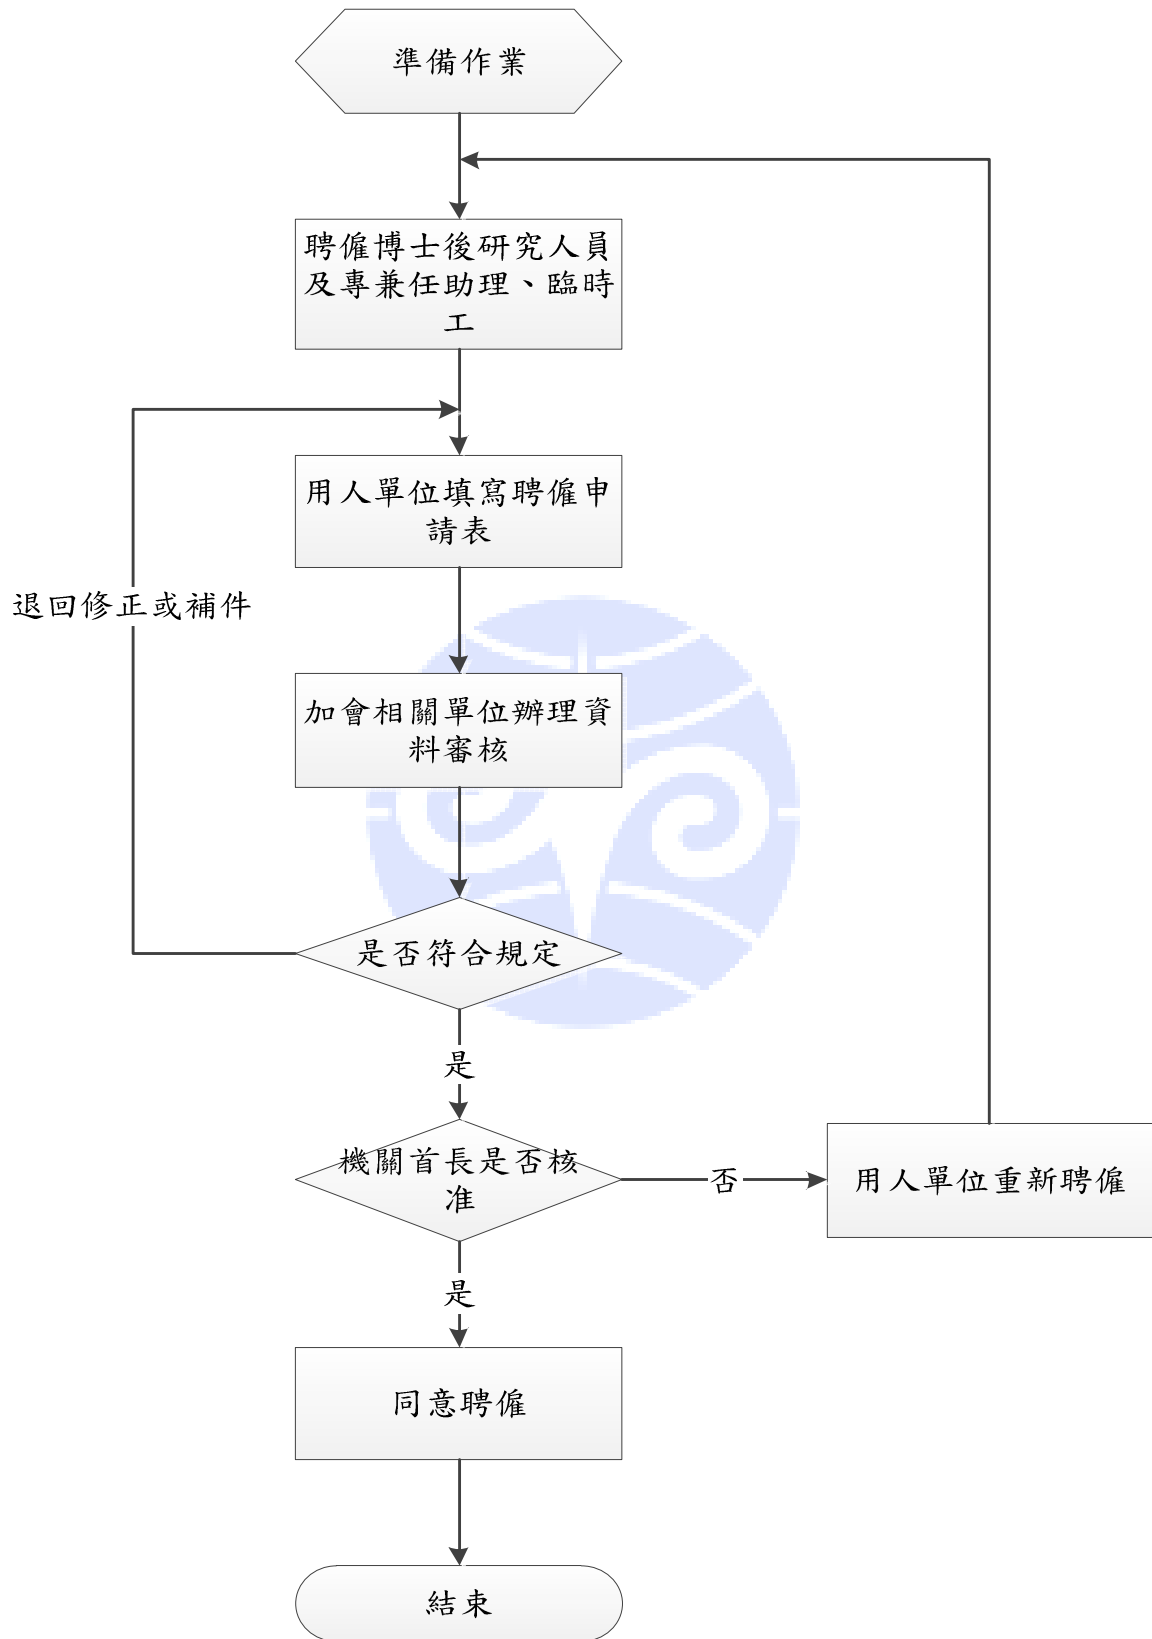 準備作業
聘僱博士後研究人員
及專兼任助理、臨時
工
用人單位填寫聘僱申
請表
退回修正或補件
加會相關單位辦理資
料審核
是否符合規定
是
機關首長是否核
准
否
用人單位重新聘僱
是
同意聘僱
結束